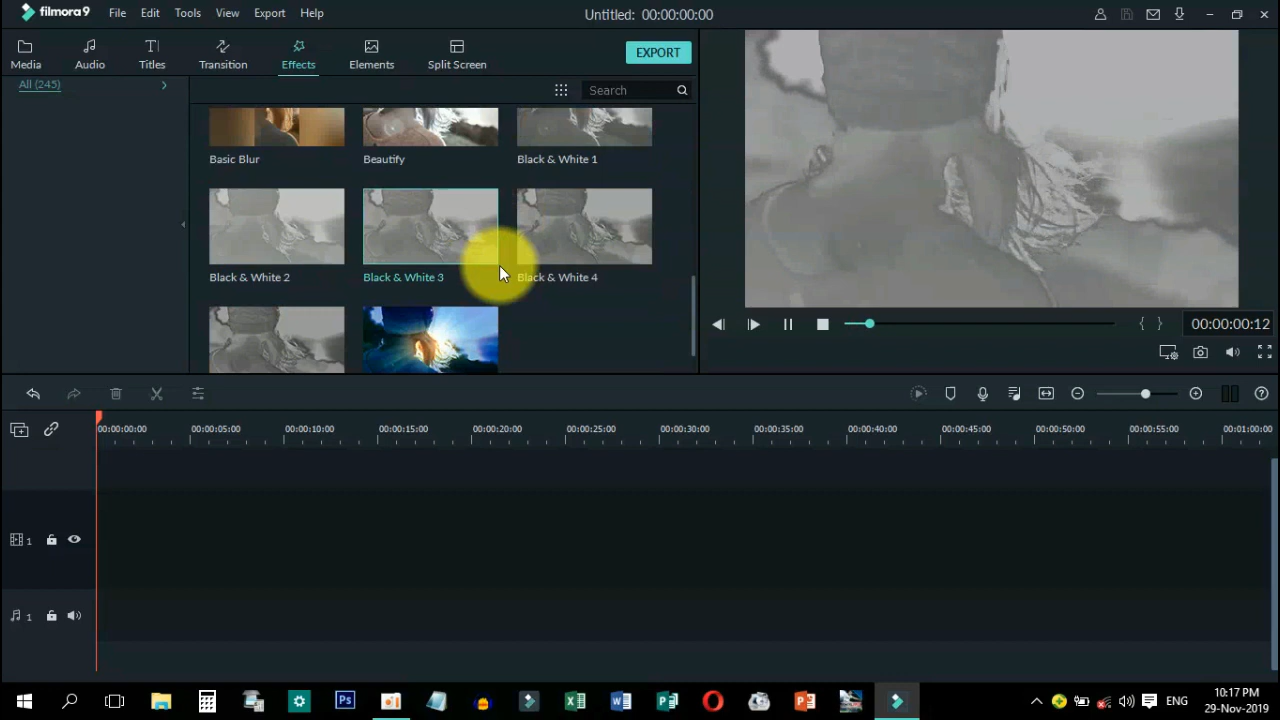 filmora9 File Edit Tools View Export Help Untitled: 00:00:00:00
Media Audio Titles Transition Effects Elements Split Screen EXPORT
All (245) Search
Basic Blur Beautify Black & White 1
Black & White 2 Black & White 3 Black & White 4
00:00:00:12
00:00:00:00 00:00:05:00 00:00:10:00 00:00:15:00 00:00:20:00 00:00:25:00 00:00:30:00 00:00:35:00 00:00:40:00 00:00:45:00 00:00:50:00 00:00:55:00 00:01:00:00
1
1
Ps ENG 10:17 PM
29-Nov-2019